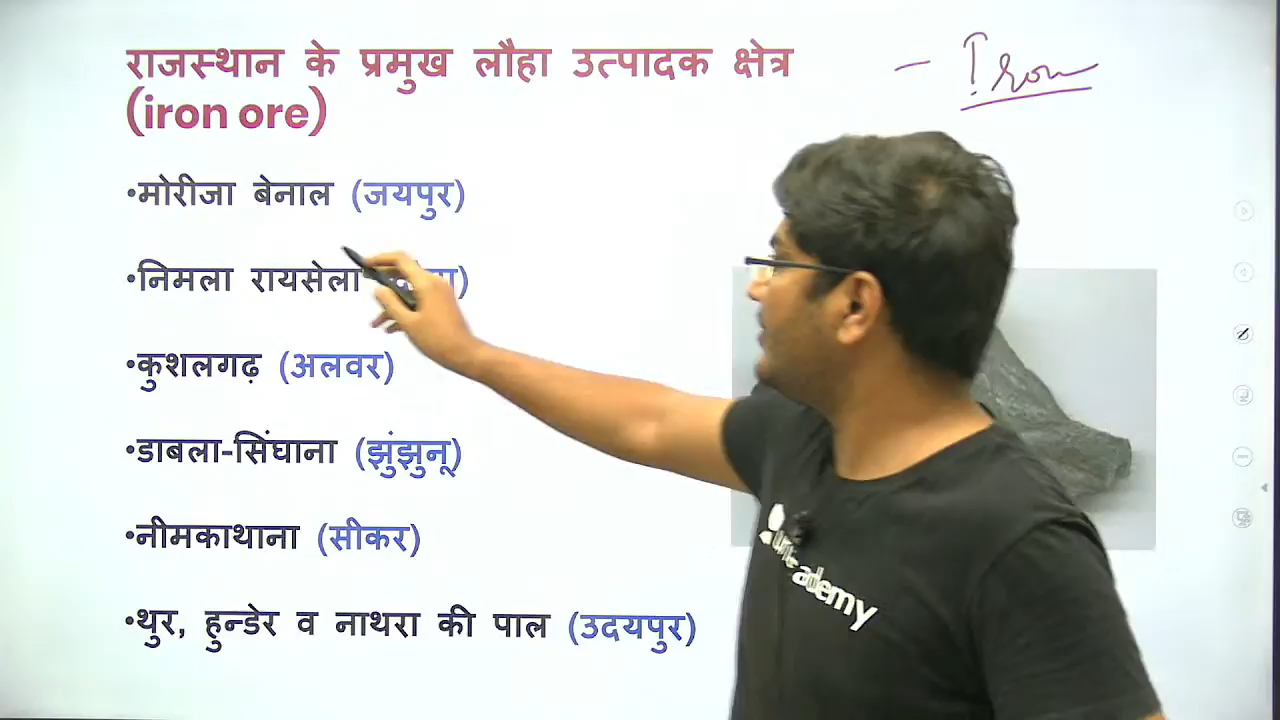 राजस्थान के प्रमुख लौहा उत्पादक क्षेत्र
(iron ore)
- Iron
•मोरीजा बेनाल (जयपुर)
•निमला रायसेला
•कुशलगढ़ (अलवर)
•डाबला-सिंघाना (झुंझुनू)
•नीमकाथाना (सीकर)
•थुर, हुन्डेर व नाथरा की पाल (उदयपुर)